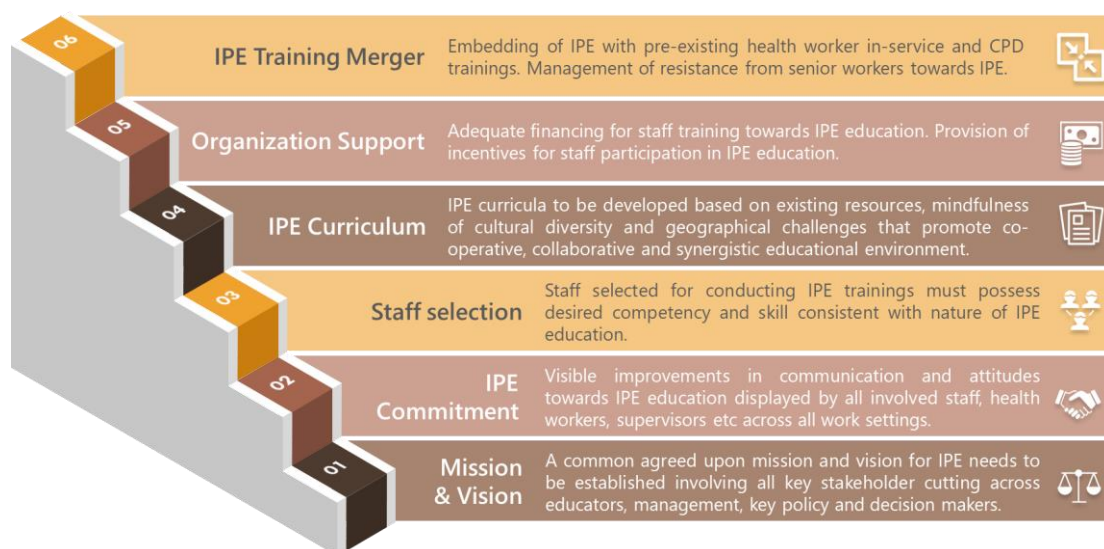 06
IPE Training Merger
Embedding of IPE with pre-existing health worker in-service and CPD
trainings. Management of resistance from senior workers towards IPE.
05
Organization Support
Adequate financing for staff training towards IPE education. Provision of
incentives for staff participation in IPE education.
04
IPE Curriculum
IPE curricula to be developed based on existing resources, mindfulness
of cultural diversity and geographical challenges that promote co-
operative, collaborative and synergistic educational environment.
03
Staff selection
Staff selected for conducting IPE trainings must possess
desired competency and skill consistent with nature of IPE
education.
02
IPE
Commitment
Visible improvements in communication and attitudes
towards IPE education displayed by all involved staff, health
workers, supervisors etc across all work settings.
01
Mission
& Vision
A common agreed upon mission and vision for IPE needs to
be established involving all key stakeholder cutting across
educators, management, key policy and decision makers.